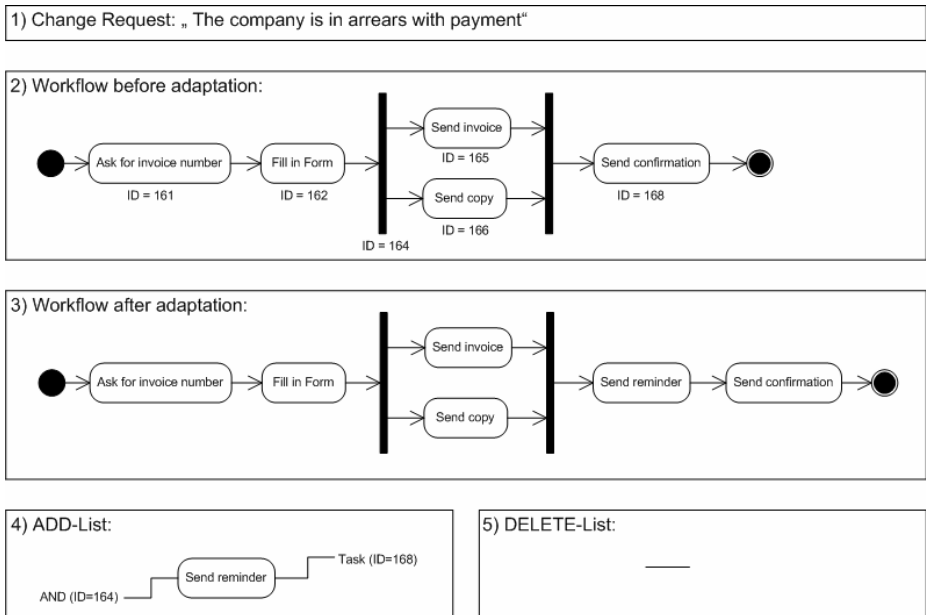 1) Change Request: „ The company is in arrears with payment“
2) Workflow before adaptation:
Send invoice
ID = 165
Ask for invoice number
Fill in Form
Send confirmation
ID = 161
ID = 162
ID = 168
Send copy
ID = 166
ID = 164
3) Workflow after adaptation:
Send invoice
Ask for invoice number
Fill in Form
Send reminder
Send confirmation
Send copy
4) ADD-List:
Task (ID=168)
Send reminder
AND (ID=164)
5) DELETE-List: